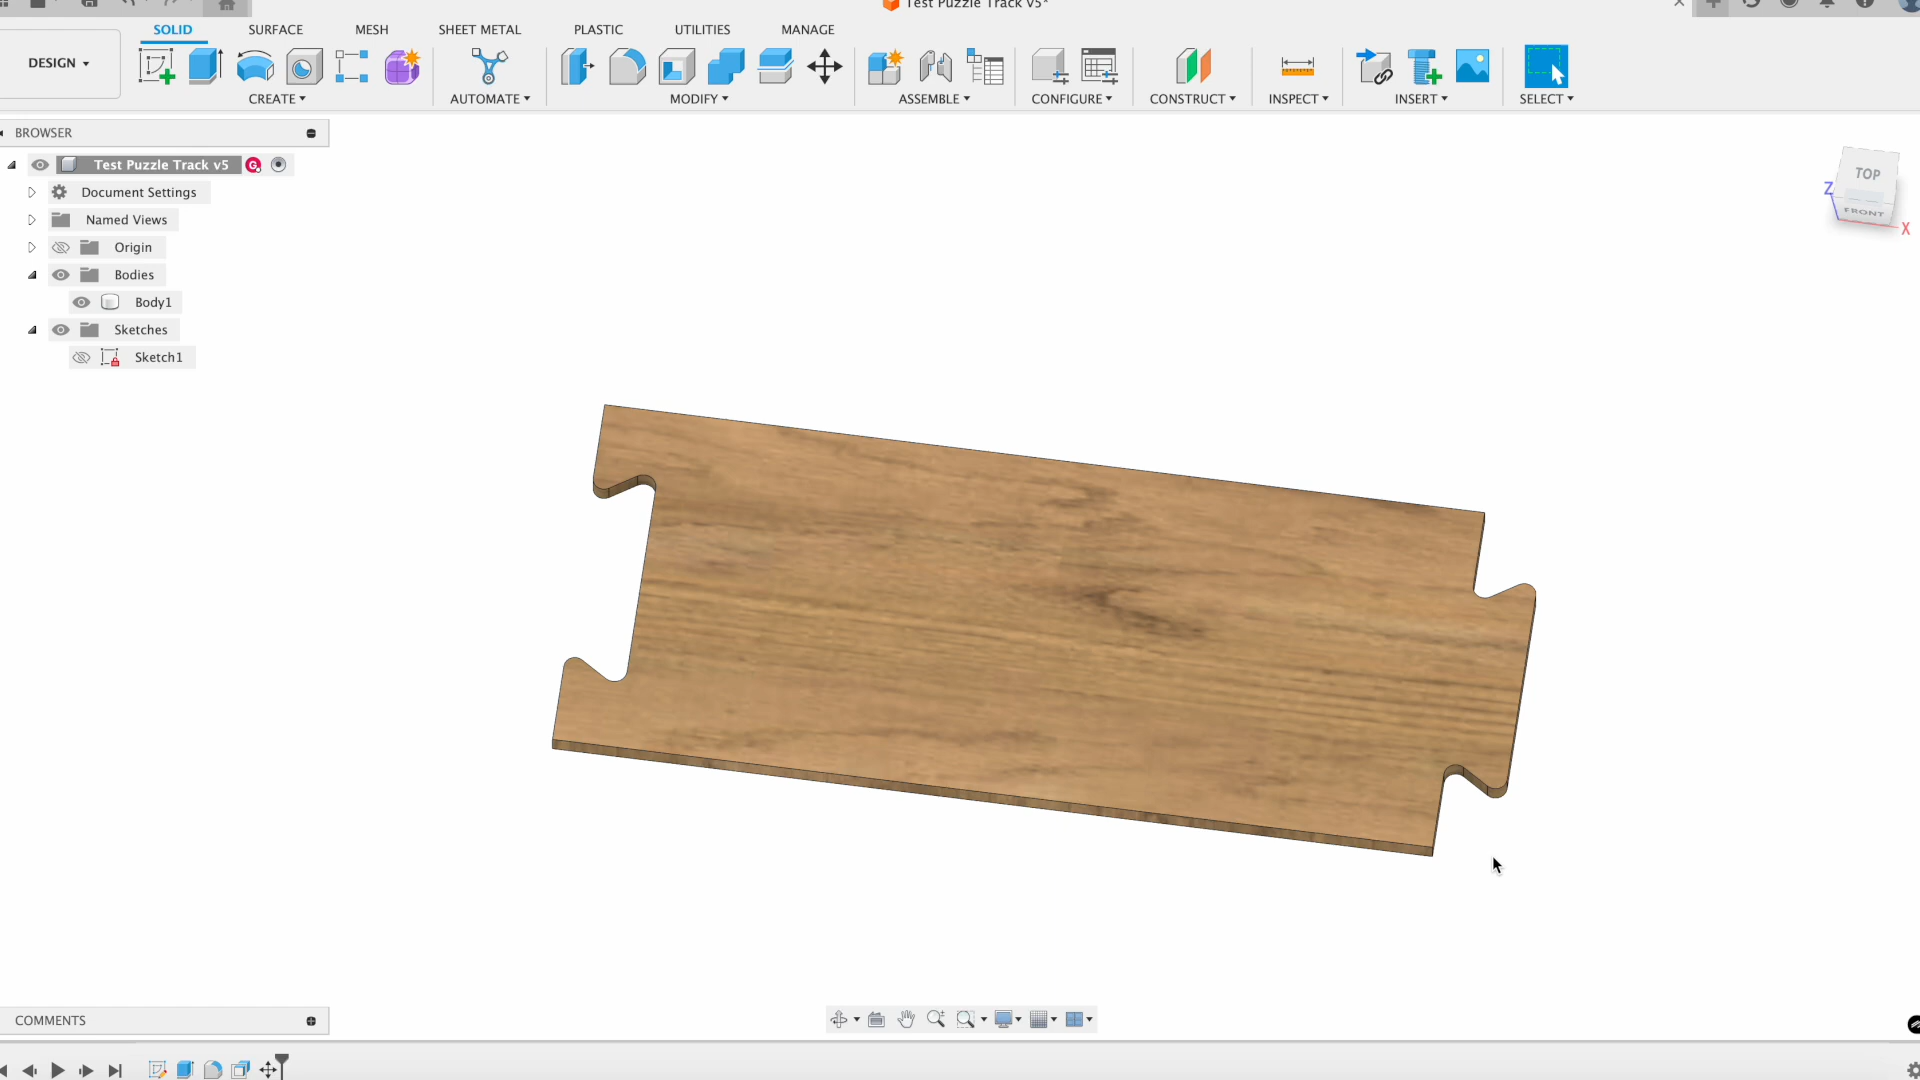 Test Puzzle Track v5*
DESIGN
SOLID
SURFACE
MESH
SHEET METAL
PLASTIC
UTILITIES
MANAGE
CREATE
AUTOMATE
MODIFY
ASSEMBLE
CONFIGURE
CONSTRUCT
INSPECT
INSERT
SELECT
BROWSER
Test Puzzle Track v5
Document Settings
Named Views
Origin
Bodies
Body1
Sketches
Sketch1
TOP
Z
FRONT
X
COMMENTS